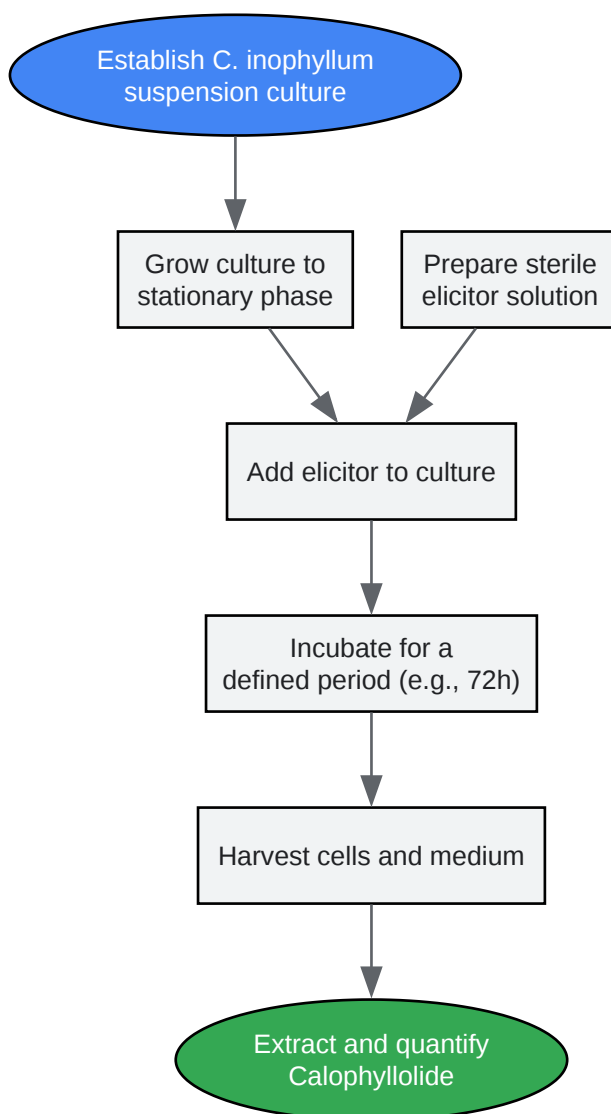 Establish C. inophyllum
suspension culture
Grow culture to
stationary phase
Prepare sterile
elicitor solution
Add elicitor to culture
Incubate for a
defined period (e.g., 72h)
Harvest cells and medium
Extract and quantify
Calophyllolide